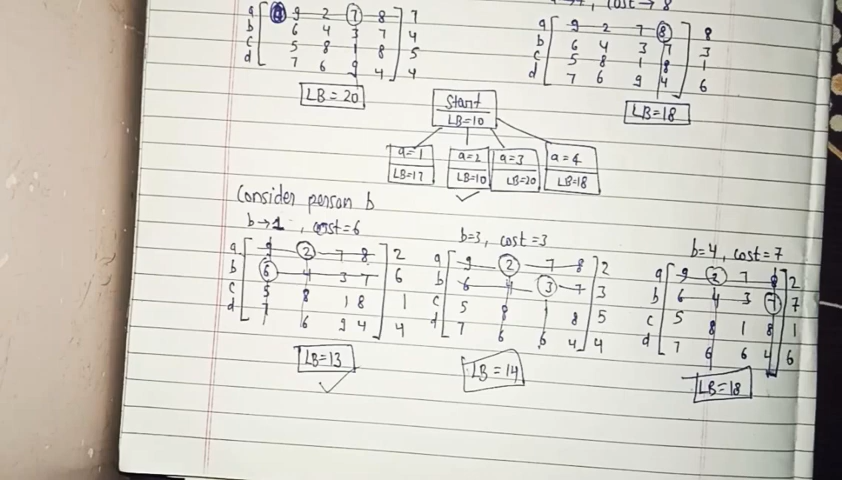 a→7, cost → 8
a 9 2 7 8 7
b 6 4 3 7 4
c 5 8 1 8 5
d 7 6 9 4 4
LB=20
a 9 2 7 8 8
b 6 4 3 7 3
c 5 8 1 8 1
d 7 6 9 4 6
LB=18
Start
LB=10
a=1 a=2 a=3 a=4
LB=17 LB=10 LB=20 LB=18
Consider person b
b→1, cost=6
a 9 2 7 8 2
b 6 4 3 7 6
c 5 8 1 8 1
d 7 6 9 4 4
LB=13
b=3, cost=3
a 9 2 7 8 2
b 6 4 3 7 3
c 5 8 1 8 5
d 7 6 6 4 4
LB=14
b=4, cost=7
a 9 2 7 8 2
b 6 4 3 7 7
c 5 8 1 8 1
d 7 6 6 4 6
LB=18